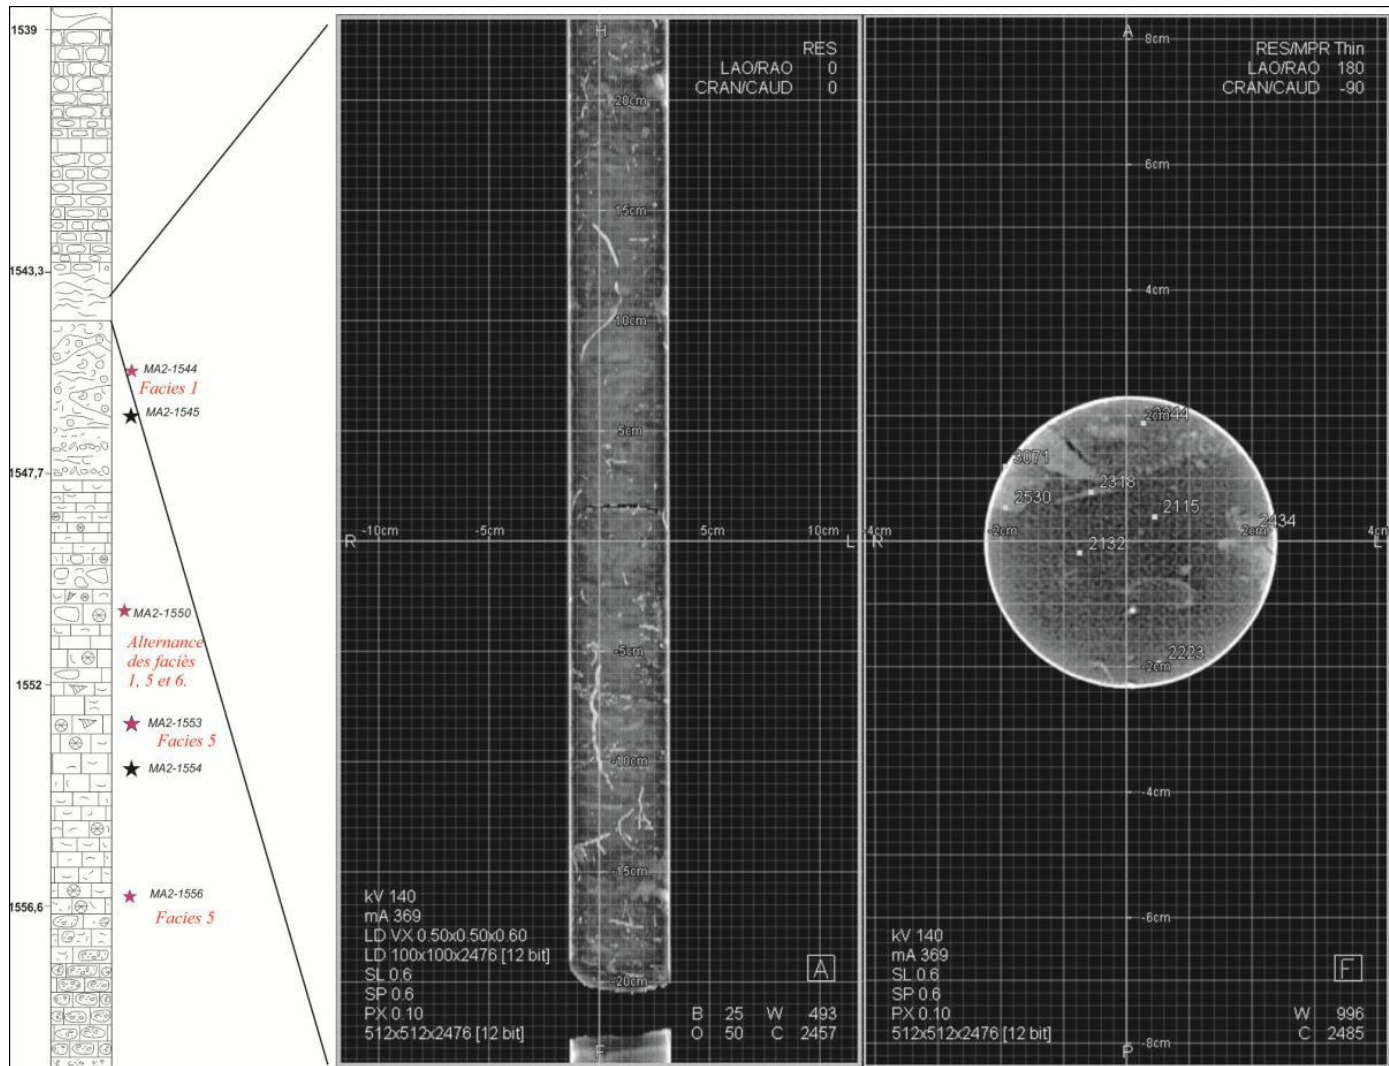 1539
1543,3
MA2-1544
Facies 1
MA2-1545
1547,7
MA2-1550
Alternance
des faciès
1, 5 et 6.
1552
MA2-1553
Facies 5
MA2-1554
MA2-1556
1556,6
Facies 5
H
RES
LAO/RAO 0
CRAN/CAUD 0
20cm
15cm
10cm
5cm
-10cm
-5cm
5cm
10cm
R
L
-5cm
-10cm
-15cm
-20cm
kV 140
mA 369
LD VX 0.50x0.50x0.60
LD 100x100x2476 [12 bit]
SL 0.6
SP 0.6
PX 0.10
512x512x2476 [12 bit]
A
B 25 W 493
O 50 C 2457
F
A
RES/MPR Thin
LAO/RAO 180
CRAN/CAUD -90
8cm
6cm
4cm
2cm
3071
2318
2530
2115
2434
-4cm
-2cm
2cm
4cm
R
L
2132
2223
-2cm
-4cm
-6cm
-8cm
kV 140
mA 369
SL 0.6
SP 0.6
PX 0.10
512x512x2476 [12 bit]
F
W 996
C 2485
P